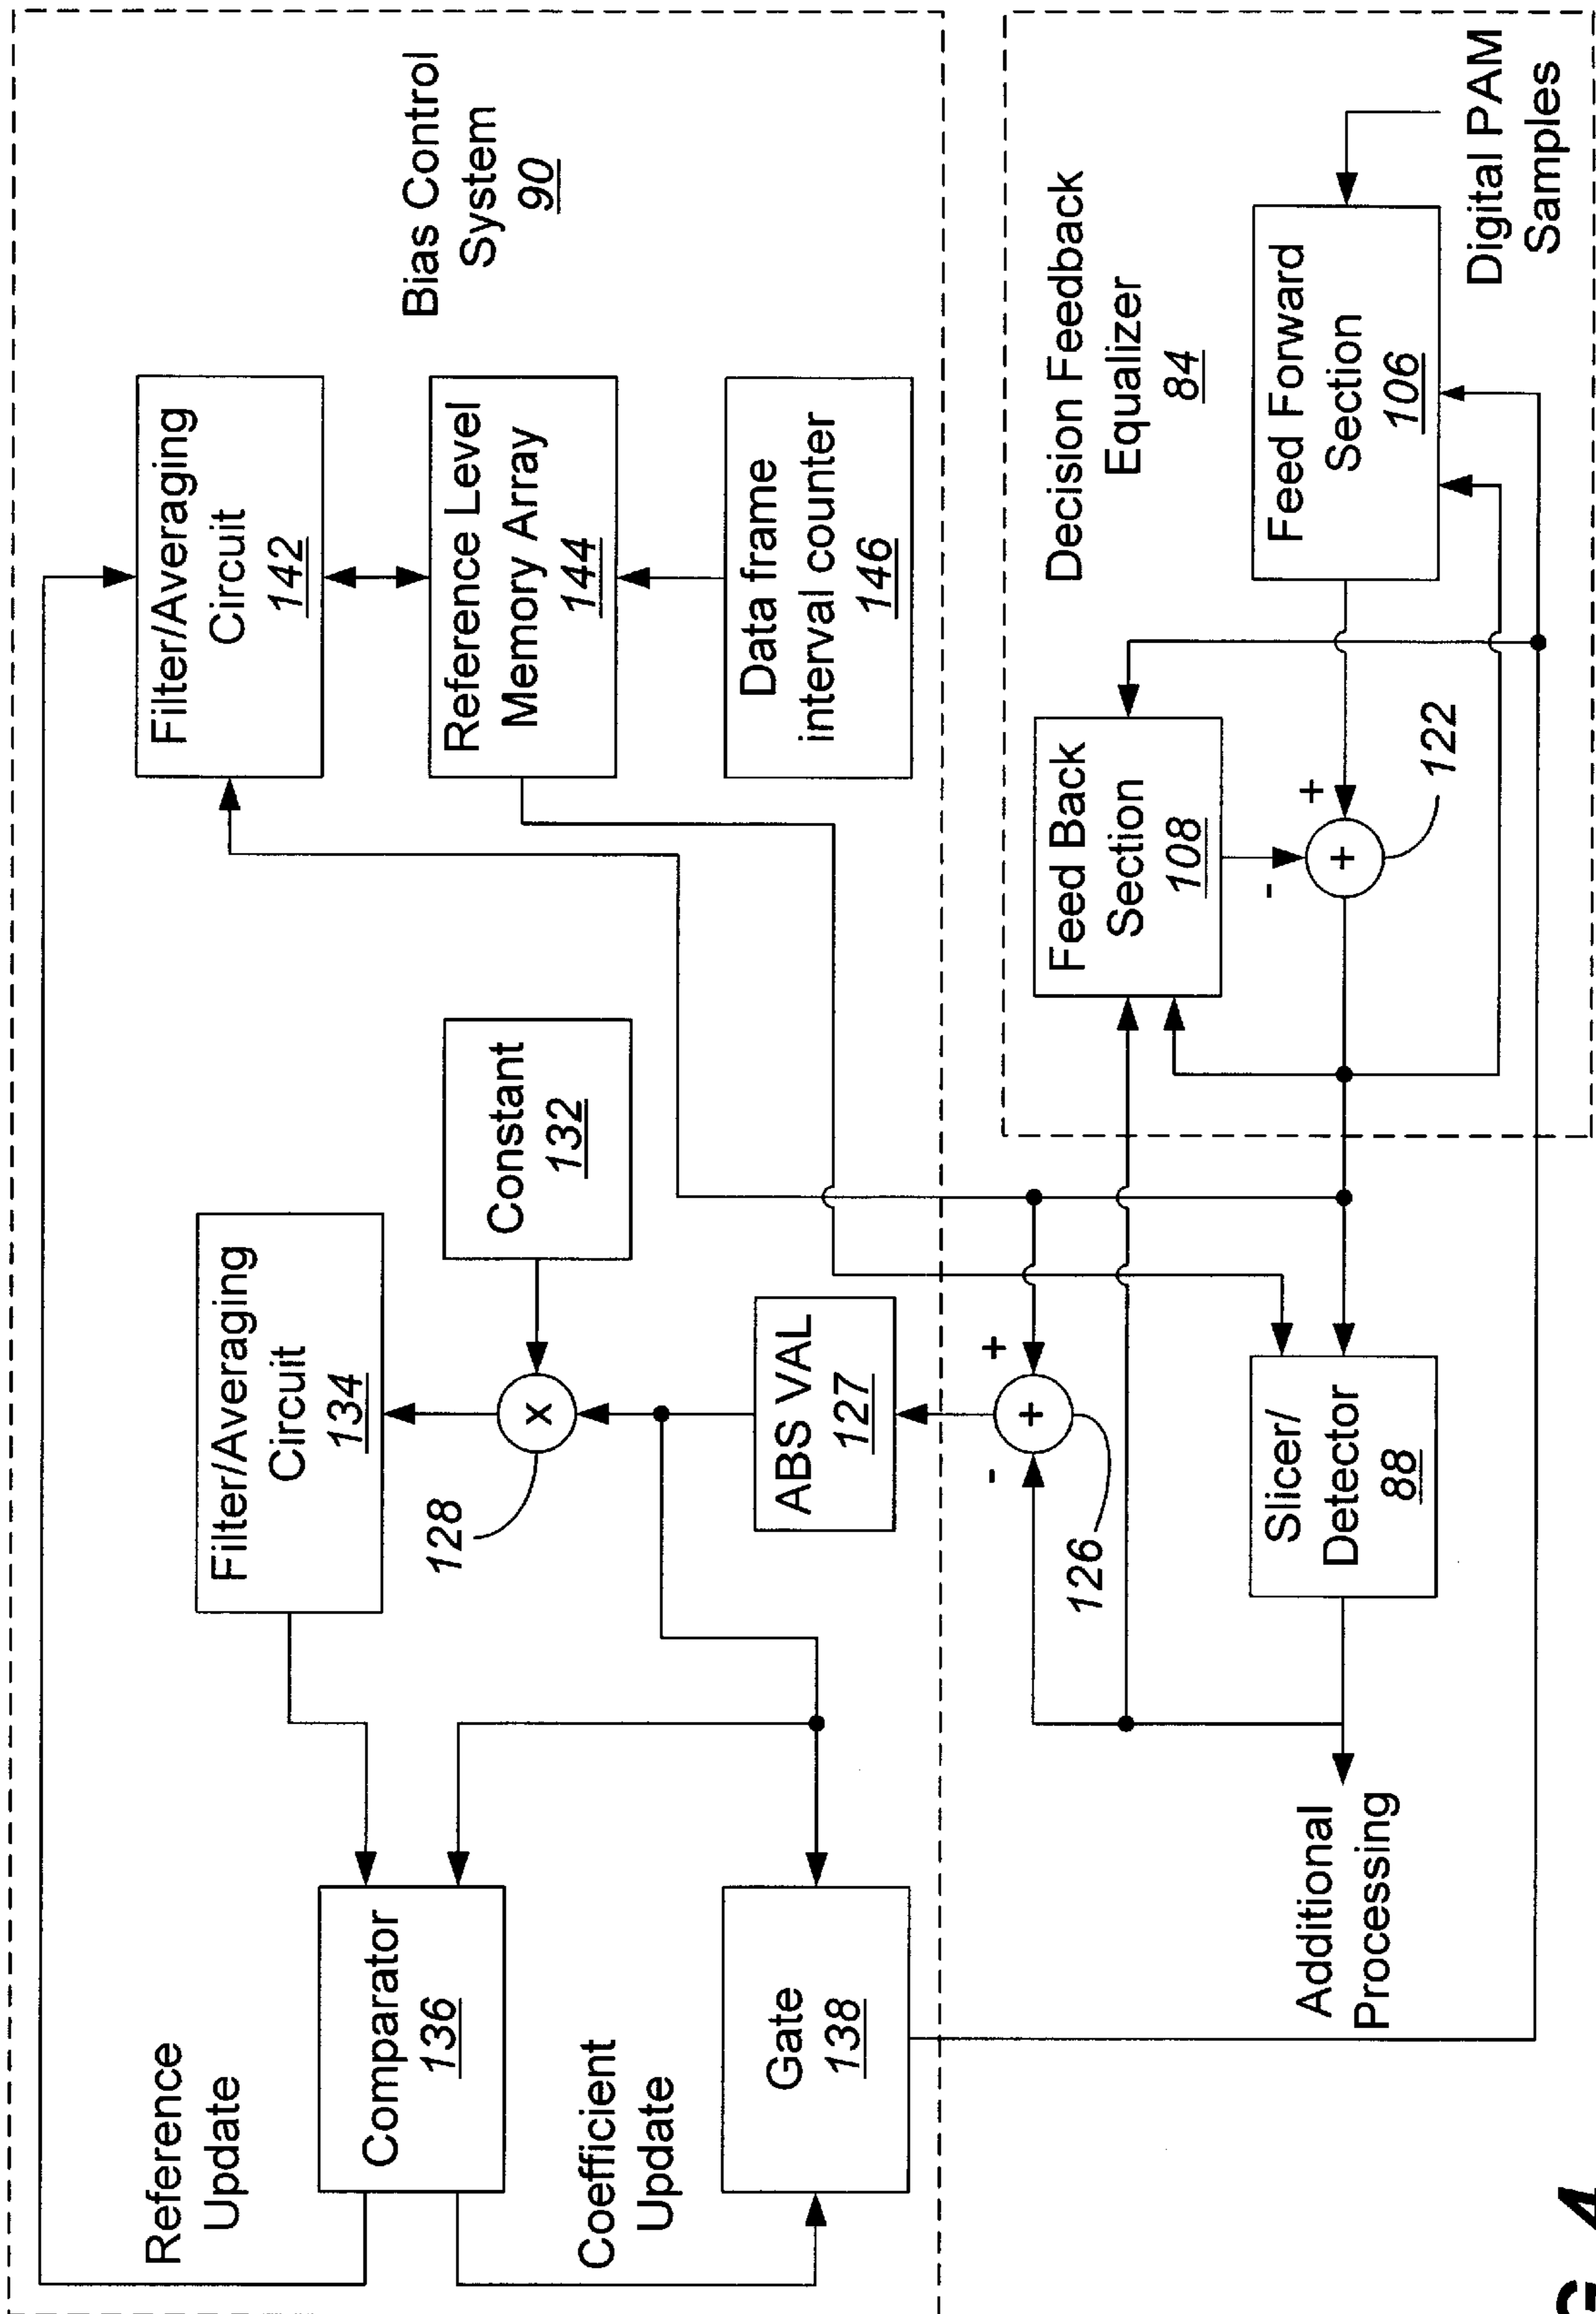 Bias Control
System
90
Filter/Averaging
Circuit
142
Reference Level
Memory Array
144
Data frame
interval counter
146
Filter/Averaging
Circuit
134
Constant
132
x
128
ABS VAL
127
Reference
Update
Comparator
136
Coefficient
Update
Gate
138
Decision Feedback
Equalizer
84
Feed Forward
Section
106
Digital PAM
Samples
Feed Back
Section
108
+
-
+
122
+
-
+
126
Slicer/
Detector
88
Additional
Processing